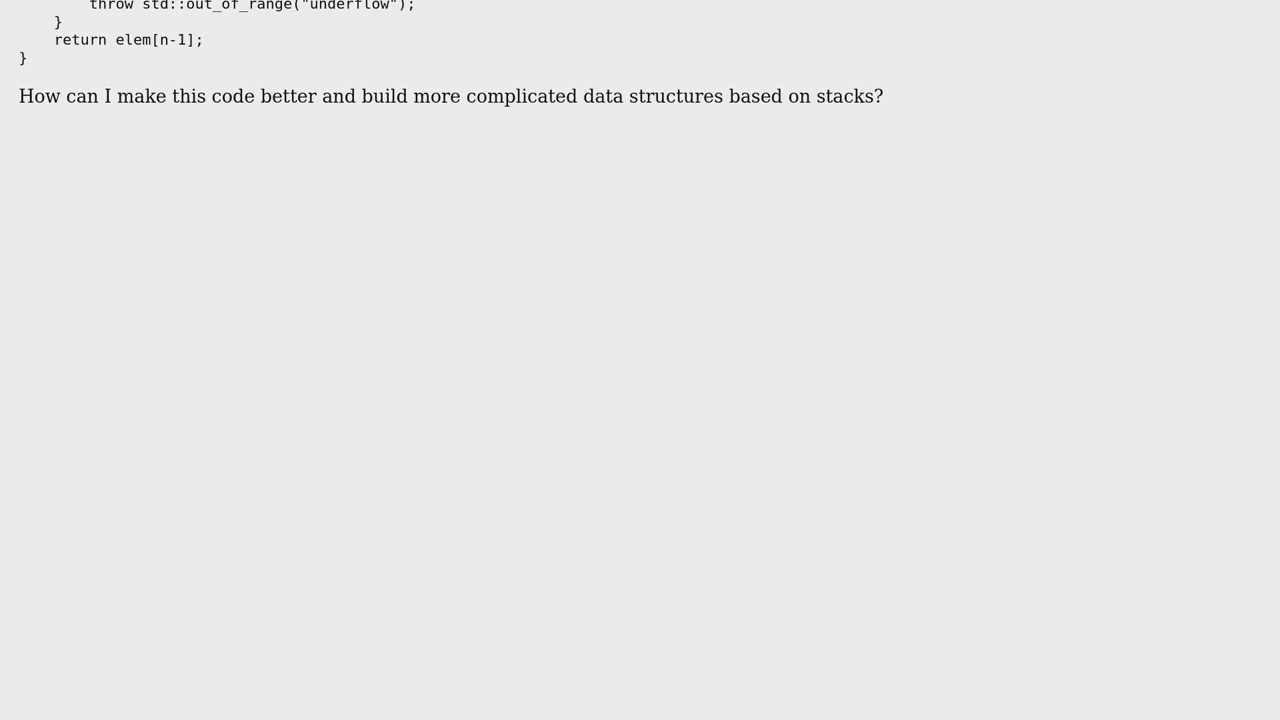 throw std::out_of_range("underflow");
}
return elem[n-1];
}
How can I make this code better and build more complicated data structures based on stacks?